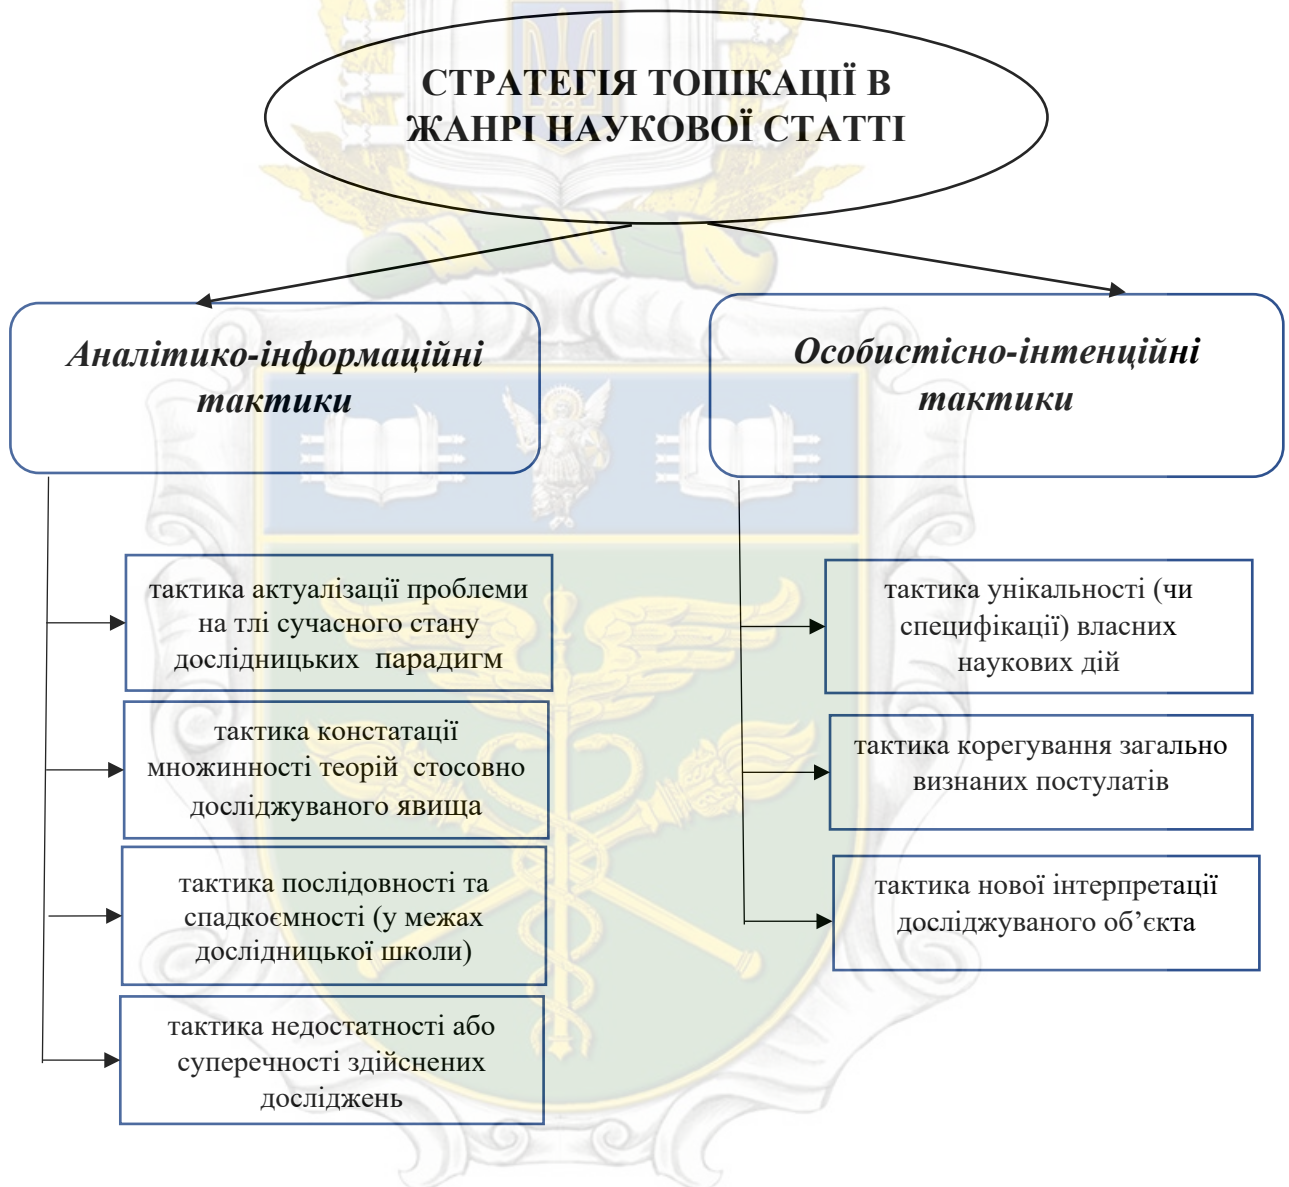 СТРАТЕГІЯ ТОПІКАЦІЇ В
ЖАНРІ НАУКОВОЇ СТАТТІ
Аналітико-інформаційні
тактики
тактика актуалізації проблеми
на тлі сучасного стану
дослідницьких парадигм
тактика констатації
множинності теорій стосовно
досліджуваного явища
тактика послідовності та
спадкоємності (у межах
дослідницької школи)
тактика недостатності або
суперечності здійснених
досліджень
Особистісно-інтенційні
тактики
тактика унікальності (чи
специфікації) власних
наукових дій
тактика корегування загально
визнаних постулатів
тактика нової інтерпретації
досліджуваного об’єкта